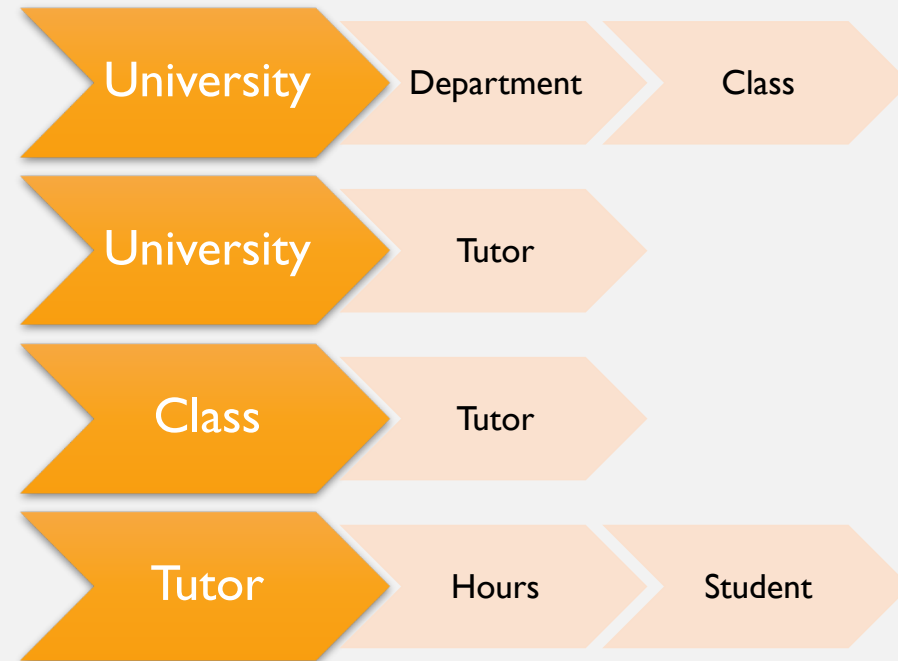 University
Department
Class
University
Tutor
Class
Tutor
Tutor
Hours
Student